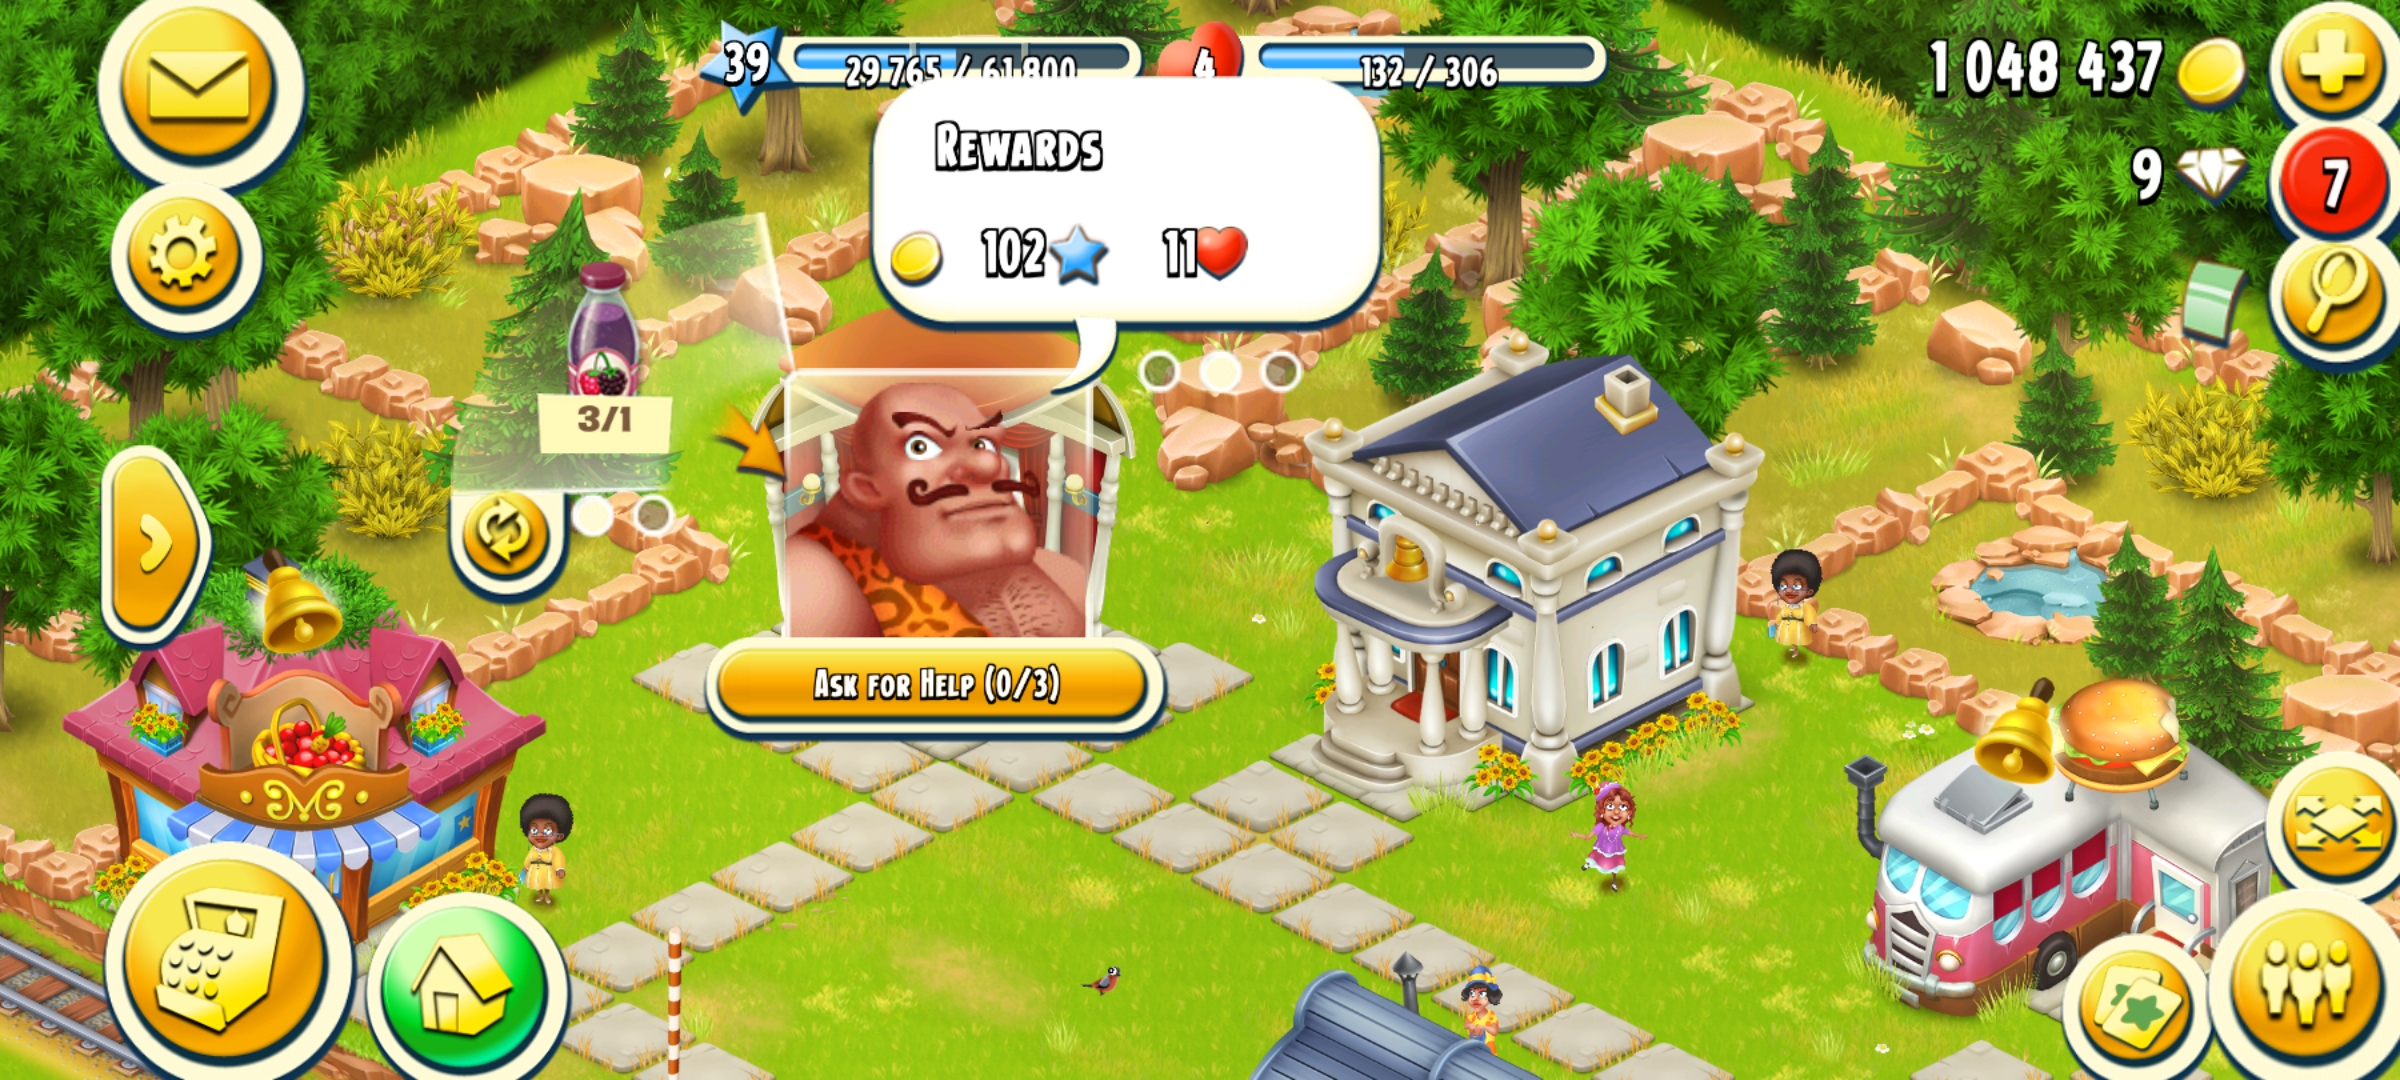 39
29 765 / 61 800
4
132 / 306
1 048 437
9
7
REWARDS
102
11
3/1
ASK FOR HELP (0/3)